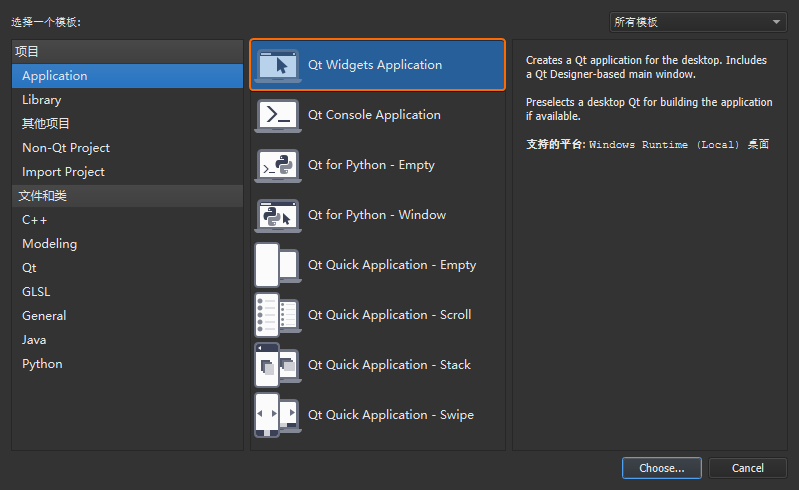 选择一个模板:
所有模板
项目
Application
Library
其他项目
Non-Qt Project
Import Project
文件和类
C++
Modeling
Qt
GLSL
General
Java
Python
Qt Widgets Application
Qt Console Application
Qt for Python - Empty
Qt for Python - Window
Qt Quick Application - Empty
Qt Quick Application - Scroll
Qt Quick Application - Stack
Qt Quick Application - Swipe
Creates a Qt application for the desktop. Includes
a Qt Designer-based main window.
Preselects a desktop Qt for building the application
if available.
支持的平台: Windows Runtime (Local) 桌面
Choose...
Cancel